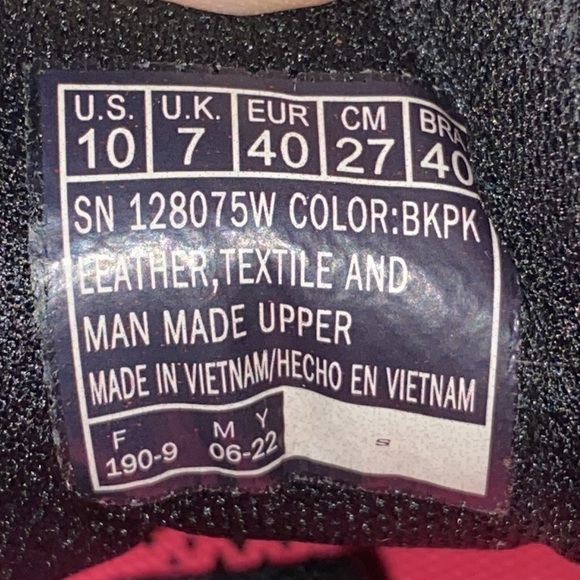 U.S. U.K. EUR CM BRA
10 7 40 27 40
SN 128075W COLOR:BKPK
LEATHER,TEXTILE AND
MAN MADE UPPER
MADE IN VIETNAM/HECHO EN VIETNAM
F M Y
190-9 06-22
S